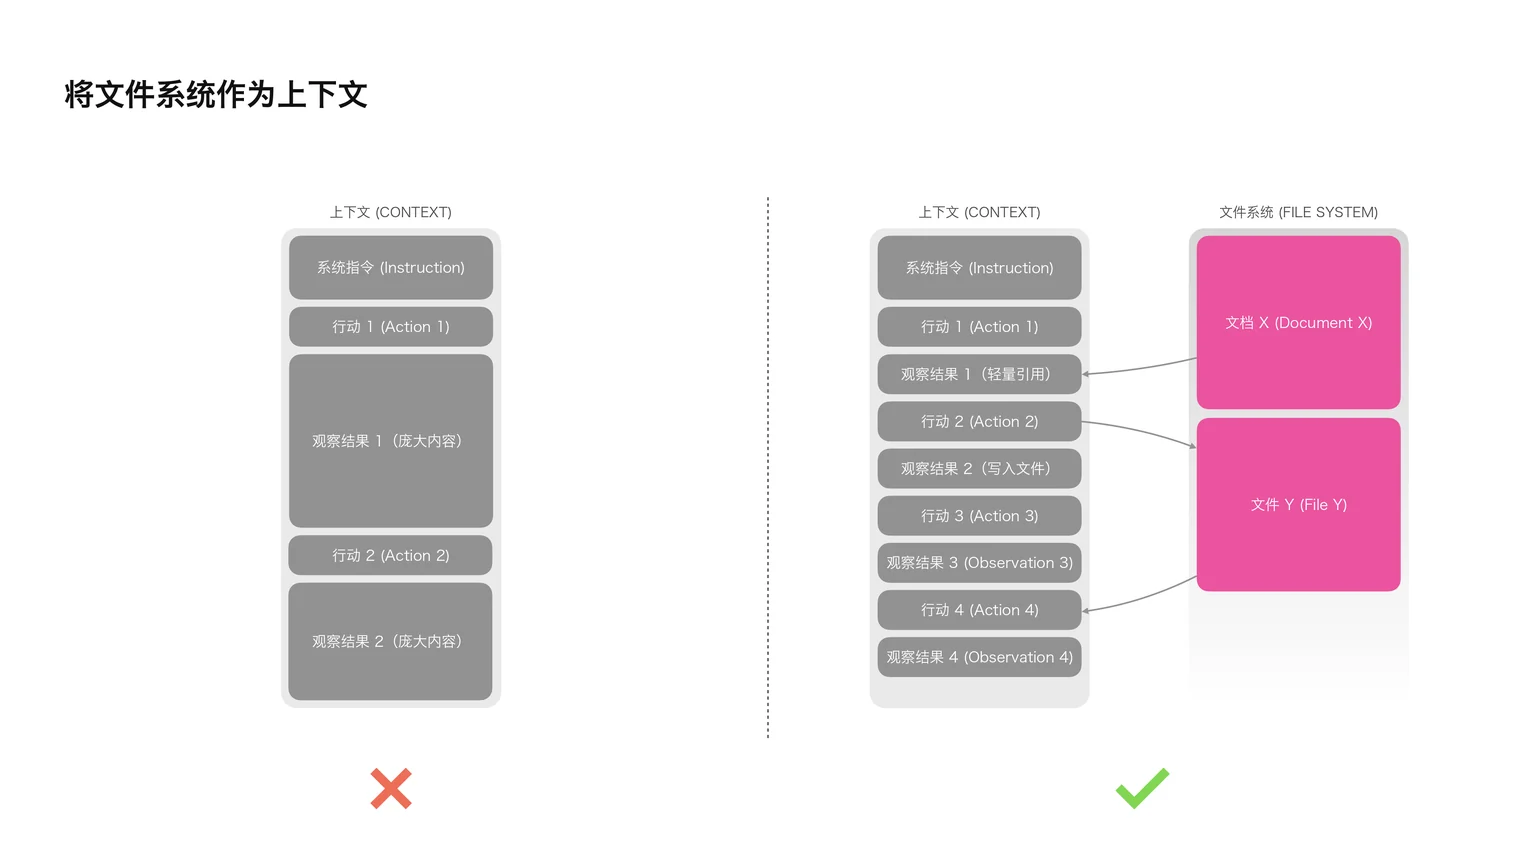 将文件系统作为上下文
上下文 (CONTEXT)
系统指令 (Instruction)
行动 1 (Action 1)
观察结果 1（庞大内容）
行动 2 (Action 2)
观察结果 2（庞大内容）
上下文 (CONTEXT)
系统指令 (Instruction)
行动 1 (Action 1)
观察结果 1（轻量引用）
行动 2 (Action 2)
观察结果 2（写入文件）
行动 3 (Action 3)
观察结果 3 (Observation 3)
行动 4 (Action 4)
观察结果 4 (Observation 4)
文件系统 (FILE SYSTEM)
文档 X (Document X)
文件 Y (File Y)